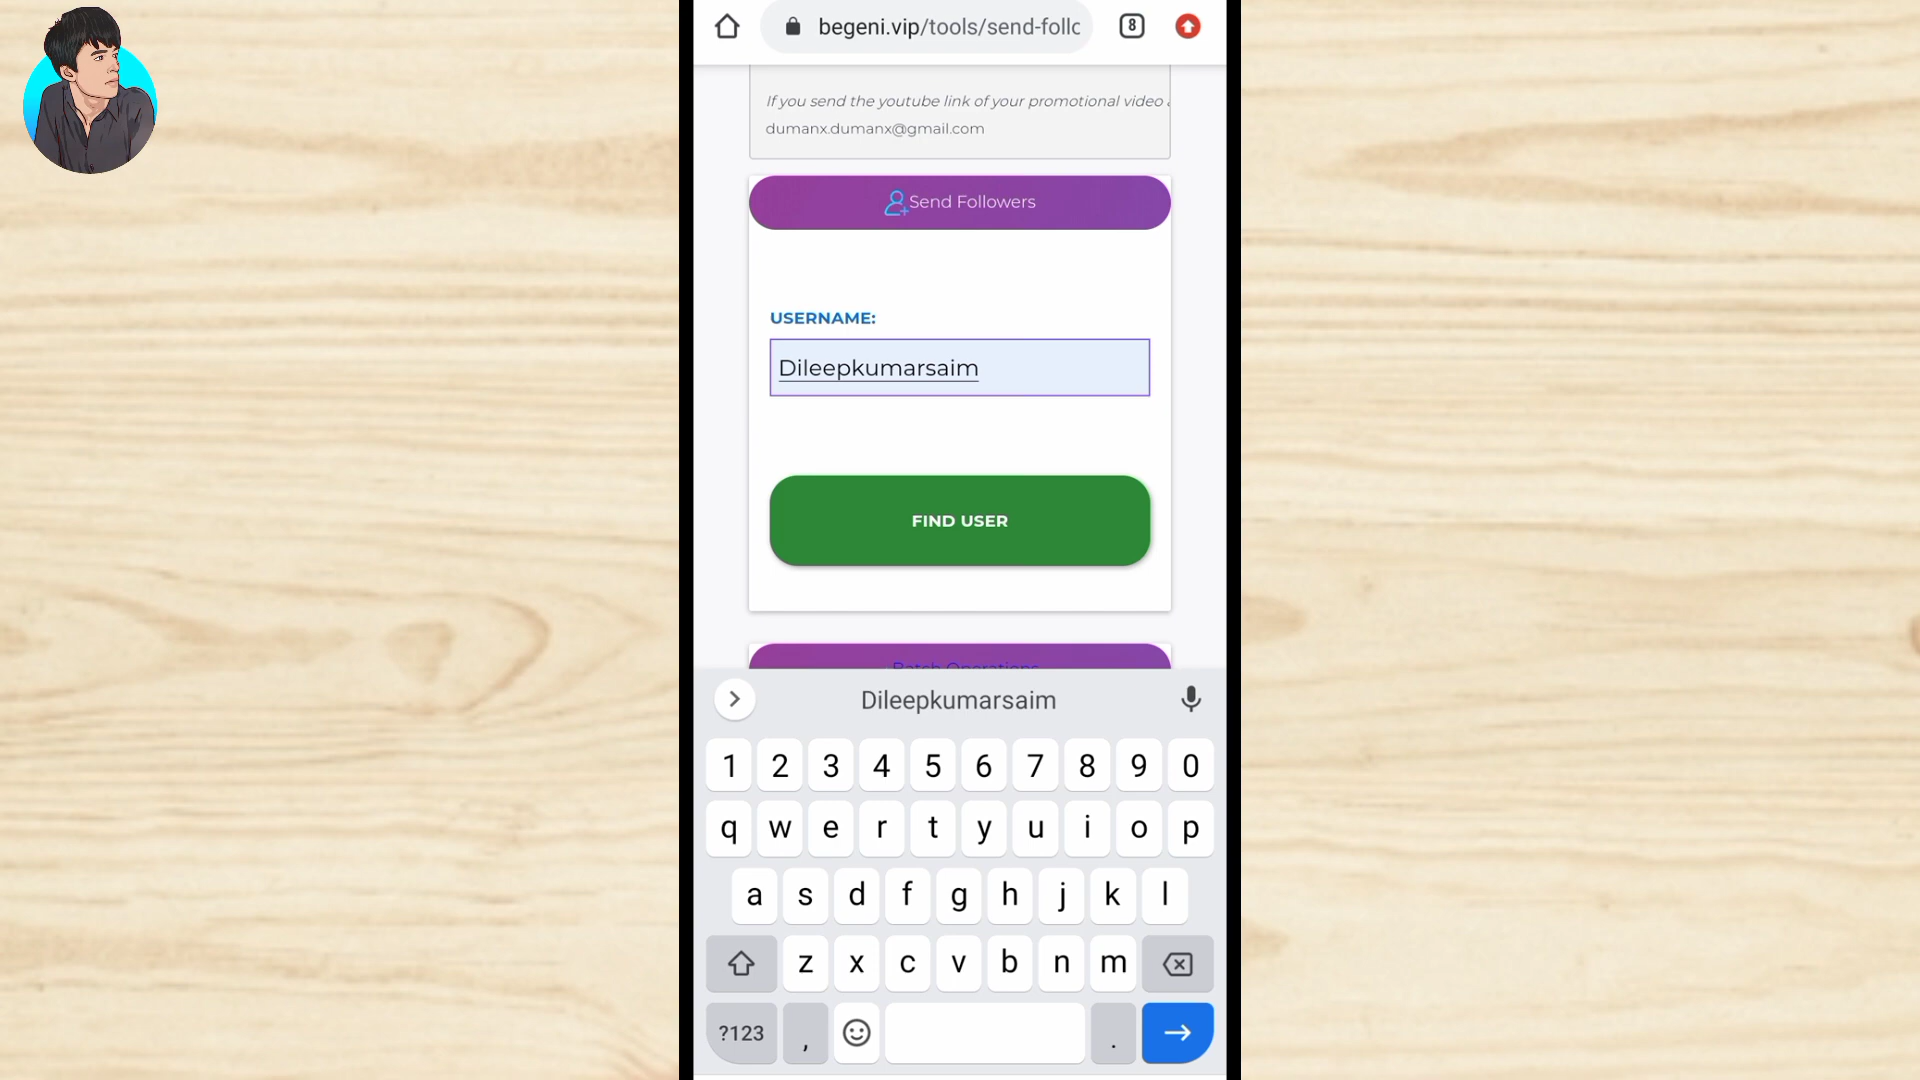 begeni.vip/tools/send-follc
8
If you send the youtube link of your promotional video
dumanx.dumanx@gmail.com
Send Followers
USERNAME:
Dileepkumarsaim
FIND USER
Batch Operations
Dileepkumarsaim
1 2 3 4 5 6 7 8 9 0
q w e r t y u i o p
a s d f g h j k l
z x c v b n m
?123 , .